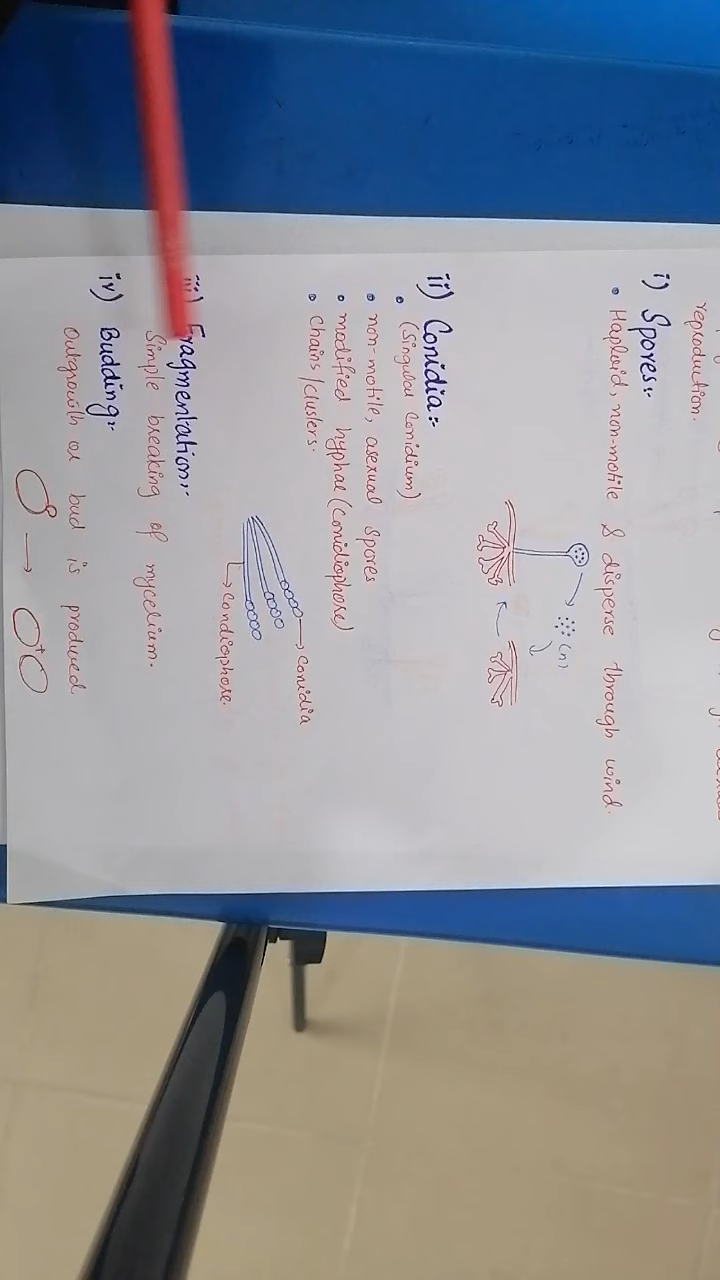 reproduction.
i) Spores:-
• Haploid, non-motile & disperse through wind.
(n)
ii) Conidia:-
• (Singular Conidium)
• non-motile, asexual spores
• modified hyphae (Conidiophore)
• Chains/clusters.
→ Conidia
→ Condiophore.
iii) Fragmentation:-
Simple breaking of mycelium.
iv) Budding:-
Outgrowth or bud is produced